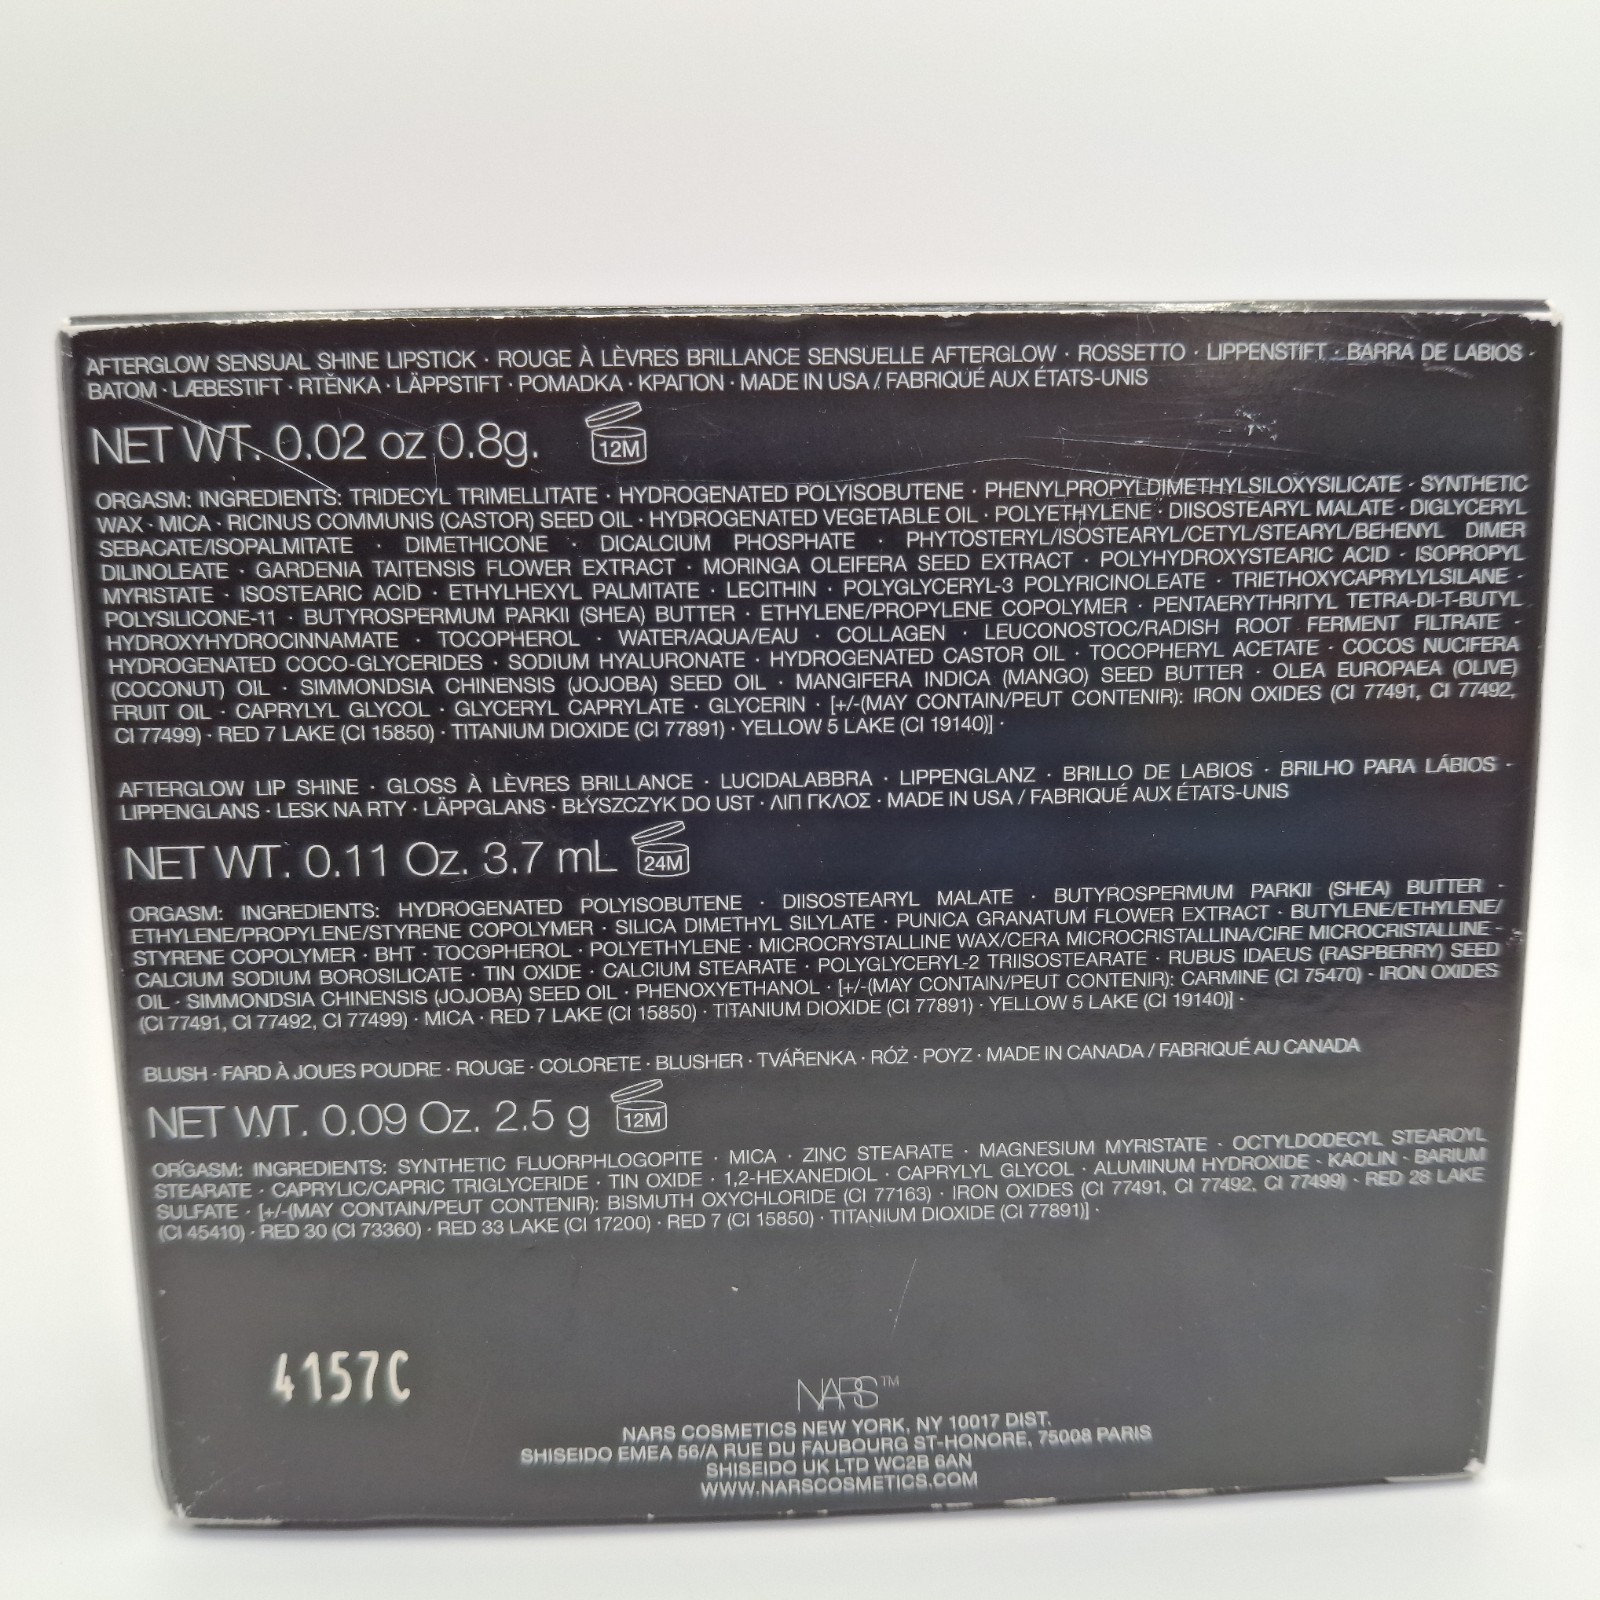 AFTERGLOW SENSUAL SHINE LIPSTICK · ROUGE À LÈVRES BRILLANCE SENSUELLE AFTERGLOW · ROSSETTO · LIPPENSTIFT · BARRA DE LABIOS ·
BATOM · LÆBESTIFT · RTĚNKA · LÄPPSTIFT · POMADKA · ΚΡΑΓΙΟΝ · MADE IN USA / FABRIQUÉ AUX ÉTATS-UNIS
NET WT. 0.02 oz 0.8g.
12M
ORGASM: INGREDIENTS: TRIDECYL TRIMELLITATE · HYDROGENATED POLYISOBUTENE · PHENYLPROPYLDIMETHYLSILOXYSILICATE · SYNTHETIC
WAX · MICA · RICINUS COMMUNIS (CASTOR) SEED OIL · HYDROGENATED VEGETABLE OIL · POLYETHYLENE · DIISOSTEARYL MALATE · DIGLYCERYL
SEBACATE/ISOPALMITATE · DIMETHICONE · DICALCIUM PHOSPHATE · PHYTOSTERYL/ISOSTEARYL/CETYL/STEARYL/BEHENYL DIMER
DILINOLEATE · GARDENIA TAITENSIS FLOWER EXTRACT · MORINGA OLEIFERA SEED EXTRACT · POLYHYDROXYSTEARIC ACID · ISOPROPYL
MYRISTATE · ISOSTEARIC ACID · ETHYLHEXYL PALMITATE · LECITHIN · POLYGLYCERYL-3 POLYRICINOLEATE · TRIETHOXYCAPRYLYLSILANE ·
POLYSILICONE-11 · BUTYROSPERMUM PARKII (SHEA) BUTTER · ETHYLENE/PROPYLENE COPOLYMER · PENTAERYTHRITYL TETRA-DI-T-BUTYL
HYDROXYHYDROCINNAMATE · TOCOPHEROL · WATER/AQUA/EAU · COLLAGEN · LEUCONOSTOC/RADISH ROOT FERMENT FILTRATE ·
HYDROGENATED COCO-GLYCERIDES · SODIUM HYALURONATE · HYDROGENATED CASTOR OIL · TOCOPHERYL ACETATE · COCOS NUCIFERA
(COCONUT) OIL · SIMMONDSIA CHINENSIS (JOJOBA) SEED OIL · MANGIFERA INDICA (MANGO) SEED BUTTER · OLEA EUROPAEA (OLIVE)
FRUIT OIL · CAPRYLYL GLYCOL · GLYCERYL CAPRYLATE · GLYCERIN · [+/-(MAY CONTAIN/PEUT CONTENIR): IRON OXIDES (CI 77491, CI 77492,
CI 77499) · RED 7 LAKE (CI 15850) · TITANIUM DIOXIDE (CI 77891) · YELLOW 5 LAKE (CI 19140)] ·
AFTERGLOW LIP SHINE · GLOSS À LÈVRES BRILLANCE · LUCIDALABBRA · LIPPENGLANZ · BRILLO DE LABIOS · BRILHO PARA LÁBIOS ·
LIPPENGLANS · LESK NA RTY · LÄPPGLANS · BŁYSZCZYK DO UST · ΛΙΠ ΓΚΛΟΣ · MADE IN USA / FABRIQUÉ AUX ÉTATS-UNIS
NET WT. 0.11 Oz. 3.7 mL
24M
ORGASM: INGREDIENTS: HYDROGENATED POLYISOBUTENE · DIISOSTEARYL MALATE · BUTYROSPERMUM PARKII (SHEA) BUTTER ·
ETHYLENE/PROPYLENE/STYRENE COPOLYMER · SILICA DIMETHYL SILYLATE · PUNICA GRANATUM FLOWER EXTRACT · BUTYLENE/ETHYLENE/
STYRENE COPOLYMER · BHT · TOCOPHEROL · POLYETHYLENE · MICROCRYSTALLINE WAX/CERA MICROCRISTALLINA/CIRE MICROCRISTALLINE ·
CALCIUM SODIUM BOROSILICATE · TIN OXIDE · CALCIUM STEARATE · POLYGLYCERYL-2 TRIISOSTEARATE · RUBUS IDAEUS (RASPBERRY) SEED
OIL · SIMMONDSIA CHINENSIS (JOJOBA) SEED OIL · PHENOXYETHANOL · [+/-(MAY CONTAIN/PEUT CONTENIR): CARMINE (CI 75470) · IRON OXIDES
(CI 77491, CI 77492, CI 77499) · MICA · RED 7 LAKE (CI 15850) · TITANIUM DIOXIDE (CI 77891) · YELLOW 5 LAKE (CI 19140)] ·
BLUSH · FARD À JOUES POUDRE · ROUGE · COLORETE · BLUSHER · TVÁŘENKA · RÓŻ · ΡΟΥΖ · MADE IN CANADA / FABRIQUÉ AU CANADA
NET WT. 0.09 Oz. 2.5 g
12M
ORGASM: INGREDIENTS: SYNTHETIC FLUORPHLOGOPITE · MICA · ZINC STEARATE · MAGNESIUM MYRISTATE · OCTYLDODECYL STEAROYL
STEARATE · CAPRYLIC/CAPRIC TRIGLYCERIDE · TIN OXIDE · 1,2-HEXANEDIOL · CAPRYLYL GLYCOL · ALUMINUM HYDROXIDE · KAOLIN · BARIUM
SULFATE · [+/-(MAY CONTAIN/PEUT CONTENIR): BISMUTH OXYCHLORIDE (CI 77163) · IRON OXIDES (CI 77491, CI 77492, CI 77499) · RED 28 LAKE
(CI 45410) · RED 30 (CI 73360) · RED 33 LAKE (CI 17200) · RED 7 (CI 15850) · TITANIUM DIOXIDE (CI 77891)] ·
4157C
NARS™
NARS COSMETICS NEW YORK, NY 10017 DIST.
SHISEIDO EMEA 56/A RUE DU FAUBOURG ST-HONORE, 75008 PARIS
SHISEIDO UK LTD WC2B 6AN
WWW.NARSCOSMETICS.COM